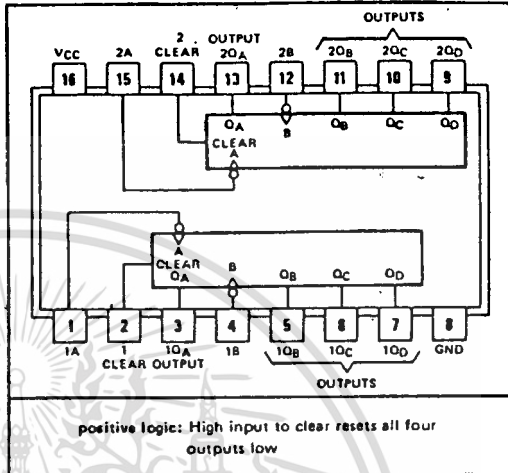 OUTPUTS
2 OUTPUT
VCC 2A CLEAR 2QA 2B 2QB 2QC 2QD
16 15 14 13 12 11 10 9
QA B QB QC QD
CLEAR
A
A
CLEAR B
QA QB QC QD
1 2 3 4 5 6 7 8
1A 1 1QA 1B 1QB 1QC 1QD GND
CLEAR OUTPUT
OUTPUTS
positive logic: High input to clear resets all four
outputs low